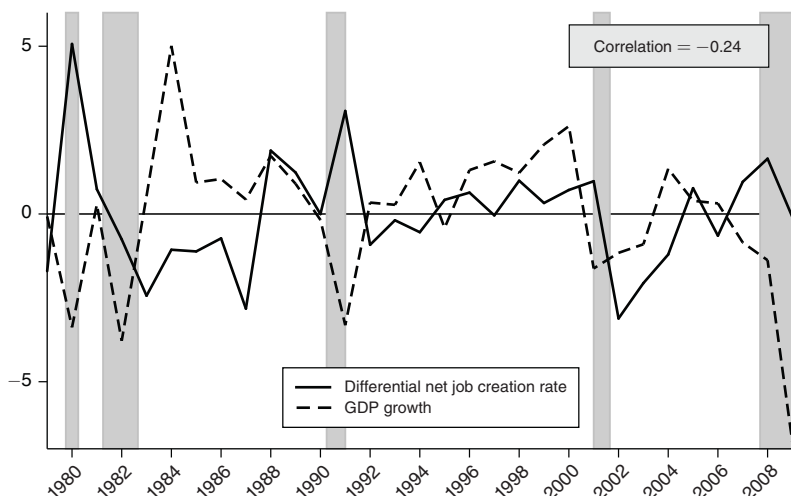 5
Correlation = −0.24
0
−5
Differential net job creation rate
GDP growth
1980 1982 1984 1986 1988 1990 1992 1994 1996 1998 2000 2002 2004 2006 2008